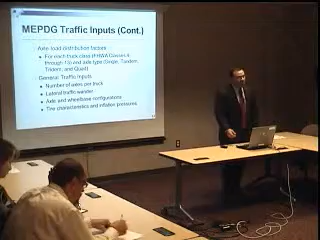 MEPDG Traffic Inputs (Cont.)
Axle load distribution factors
For each truck class (FHWA Classes 4
through 13) and axle type (Single, Tandem,
Tridem, and Quad)
General Traffic Inputs
Number of axles per truck
Lateral traffic wander
Axle and wheelbase configurations
Tire characteristics and inflation pressures